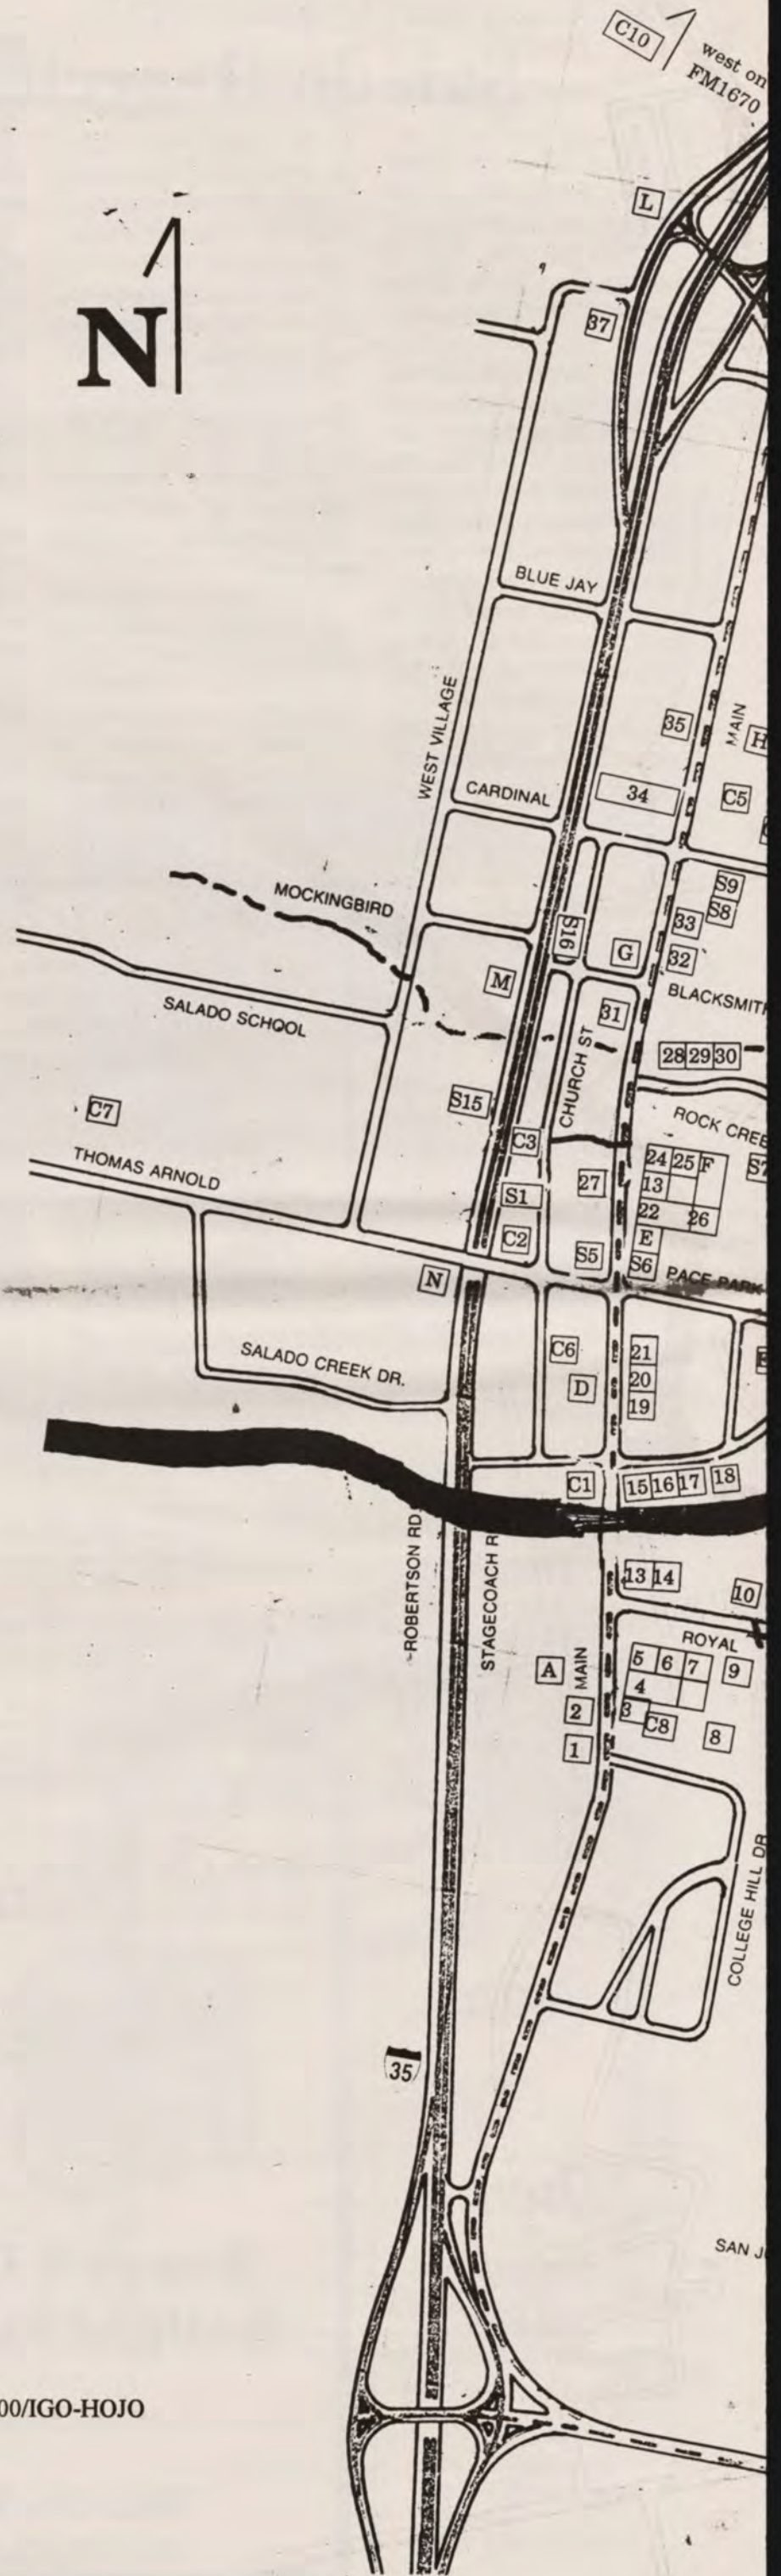 C10
west on
FM1670
L
N
37
BLUE JAY
WEST VILLAGE
35
MAIN
H
CARDINAL
34
C5
MOCKINGBIRD
S9
S8
33
S16
G
32
M
BLACKSMITH
SALADO SCHOOL
31
CHURCH ST
28 29 30
C7
S15
ROCK CREE
C3
24 25 F
S7
THOMAS ARNOLD
27
13
S1
22 26
C2
E
S5
S6
N
PACE PARK
C6
21
SALADO CREEK DR.
D
20
19
C1
15 16 17 18
ROBERTSON RD
STAGECOACH R
13 14
10
ROYAL
A
MAIN
5 6 7
9
4
2
3
C8
8
1
COLLEGE HILL DR
35
SAN J
00/IGO-HOJO